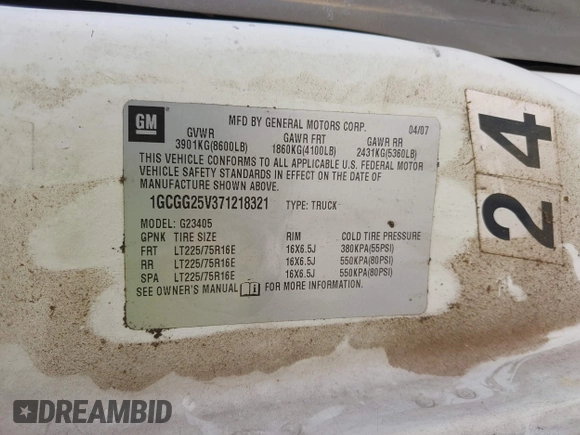 GM
MFD BY GENERAL MOTORS CORP. 04/07
GVWR GAWR FRT GAWR RR
3901KG(8600LB) 1860KG(4100LB) 2431KG(5360LB)
THIS VEHICLE CONFORMS TO ALL APPLICABLE U.S. FEDERAL MOTOR
VEHICLE SAFETY STANDARDS IN EFFECT ON THE DATE OF
MANUFACTURE SHOWN ABOVE.
1GCGG25V371218321 TYPE: TRUCK
MODEL: G23405
GPNK TIRE SIZE RIM COLD TIRE PRESSURE
FRT LT225/75R16E 16X6.5J 380KPA(55PSI)
RR LT225/75R16E 16X6.5J 550KPA(80PSI)
SPA LT225/75R16E 16X6.5J 550KPA(80PSI)
SEE OWNER'S MANUAL FOR MORE INFORMATION
24
DREAMBID